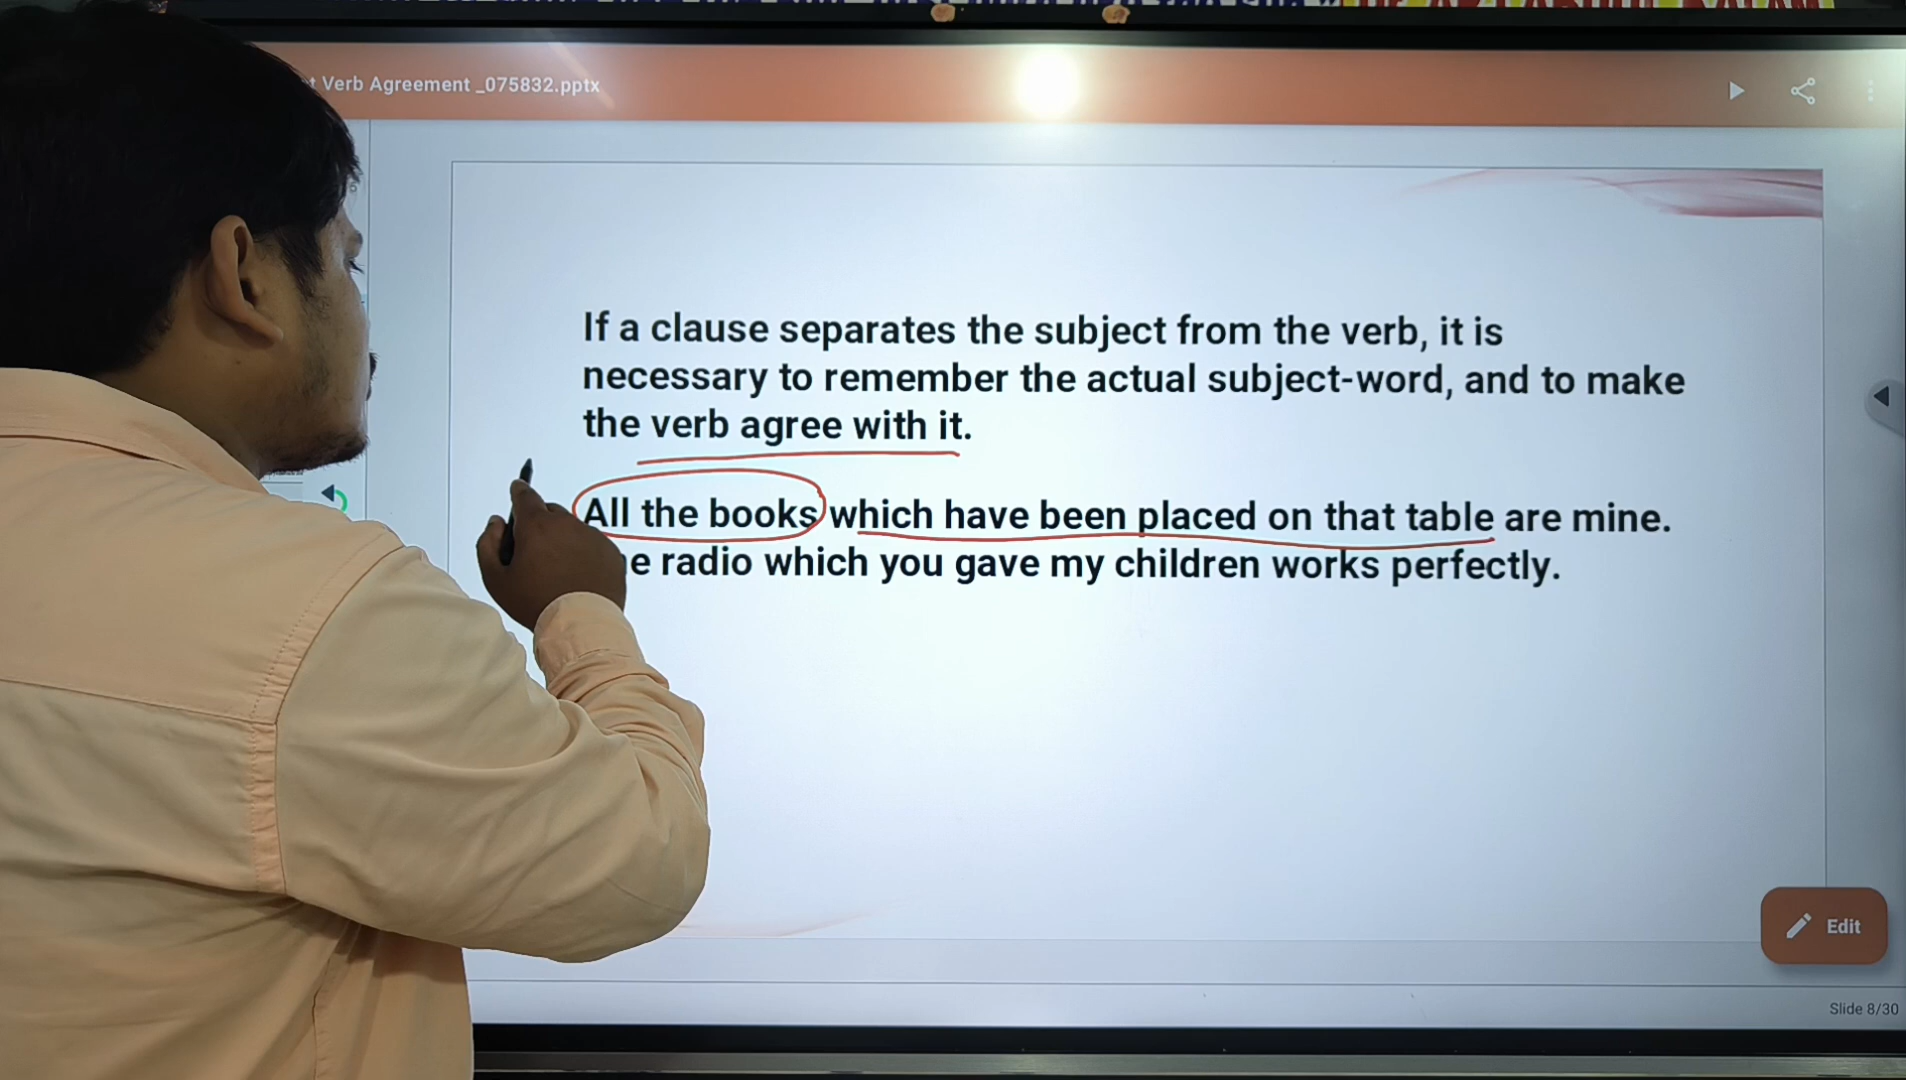 Verb Agreement _075832.pptx
If a clause separates the subject from the verb, it is
necessary to remember the actual subject-word, and to make
the verb agree with it.
All the books which have been placed on that table are mine.
e radio which you gave my children works perfectly.
Edit
Slide 8/30